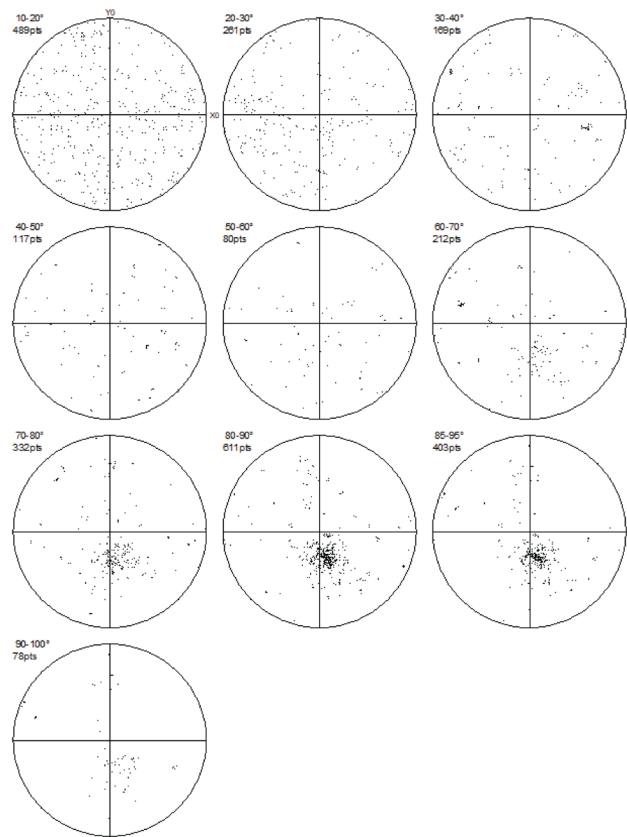 10-20°
489pts
Y0
X0
20-30°
261pts
30-40°
169pts
40-50°
117pts
50-60°
80pts
60-70°
212pts
70-80°
332pts
80-90°
611pts
85-95°
403pts
90-100°
78pts